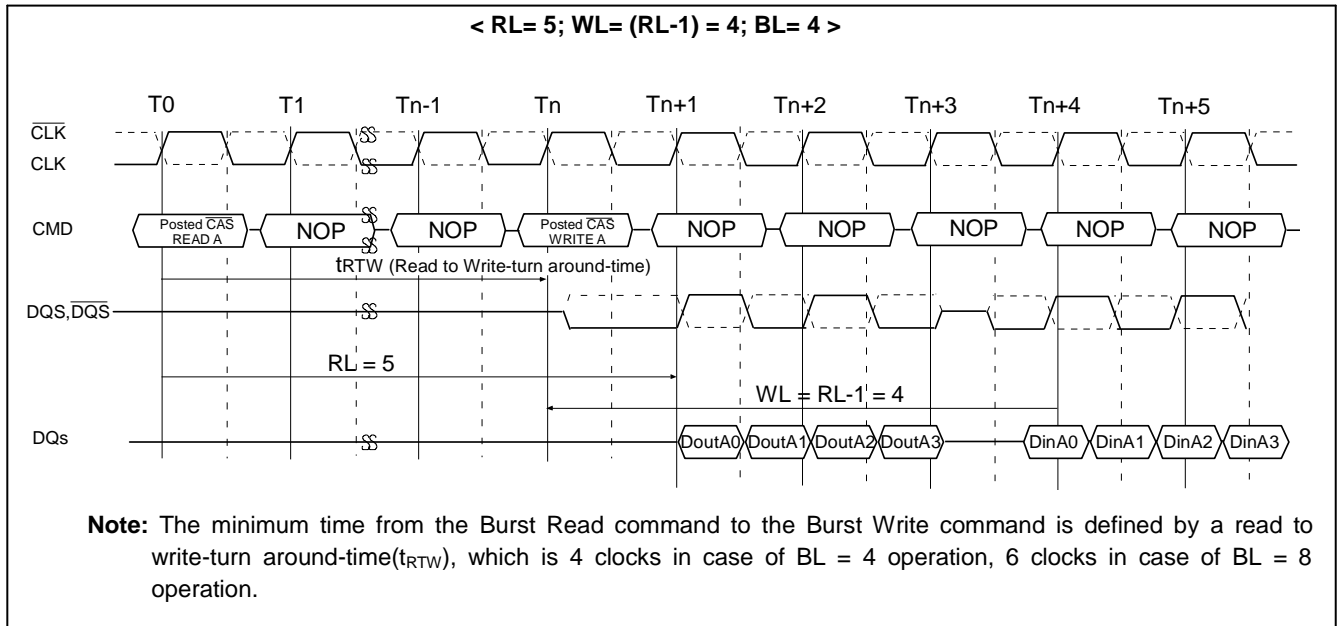 < RL= 5; WL= (RL-1) = 4; BL= 4 >
T0 T1 Tn-1 Tn Tn+1 Tn+2 Tn+3 Tn+4 Tn+5
C̅L̅K̅
CLK
CMD
Posted C̅A̅S̅
READ A
NOP
NOP
Posted C̅A̅S̅
WRITE A
NOP
NOP
NOP
NOP
NOP
tRTW (Read to Write-turn around-time)
DQS,D̅Q̅S̅
RL = 5
WL = RL-1 = 4
DQs
DoutA0 DoutA1 DoutA2 DoutA3 DinA0 DinA1 DinA2 DinA3
Note: The minimum time from the Burst Read command to the Burst Write command is defined by a read to
write-turn around-time(tRTW), which is 4 clocks in case of BL = 4 operation, 6 clocks in case of BL = 8
operation.